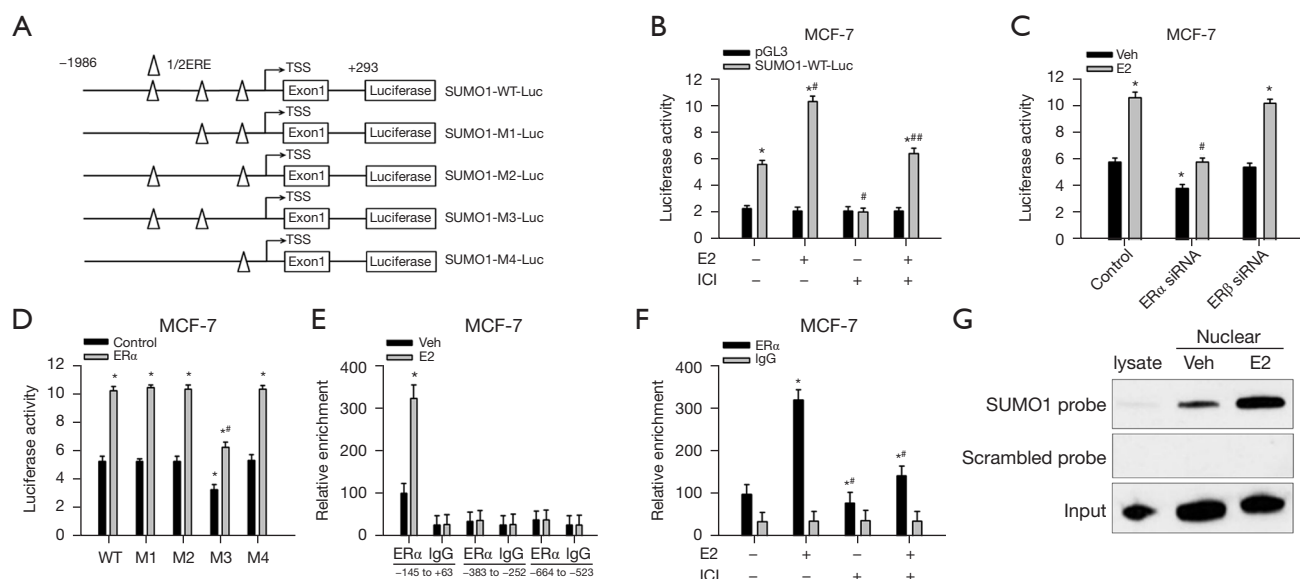 A
−1986
1/2ERE
TSS
+293
Exon1
Luciferase
SUMO1-WT-Luc
TSS
Exon1
Luciferase
SUMO1-M1-Luc
TSS
Exon1
Luciferase
SUMO1-M2-Luc
TSS
Exon1
Luciferase
SUMO1-M3-Luc
TSS
Exon1
Luciferase
SUMO1-M4-Luc
B
MCF-7
pGL3
SUMO1-WT-Luc
Luciferase activity
12
10
8
6
4
2
0
*
*#
#
*##
E2 − + − +
ICI − − + +
C
MCF-7
Veh
E2
Luciferase activity
12
10
8
6
4
2
0
*
*
#
*
Control
ERα siRNA
ERβ siRNA
D
MCF-7
Control
ERα
Luciferase activity
12
10
8
6
4
2
0
*
*
*
*
*#
*
WT M1 M2 M3 M4
E
MCF-7
Veh
E2
Relative enrichment
400
300
200
100
0
*
ERα IgG ERα IgG ERα IgG
−145 to +63 −383 to −252 −664 to −523
F
MCF-7
ERα
IgG
Relative enrichment
400
300
200
100
0
*
*#
*#
E2 − + − +
ICI − − + +
G
Nuclear
lysate Veh E2
SUMO1 probe
Scrambled probe
Input